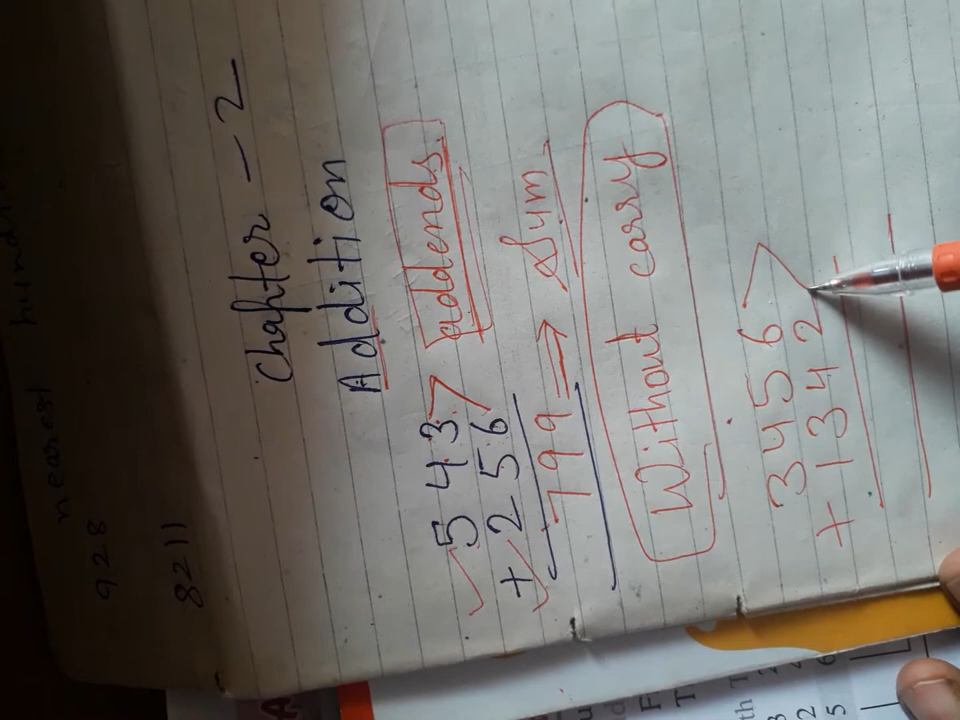 nearest
928
8211
Chapter - 2
Addition
543 addends
+ 256
799 ⇒ Sum
Without carry
3456
+ 1342